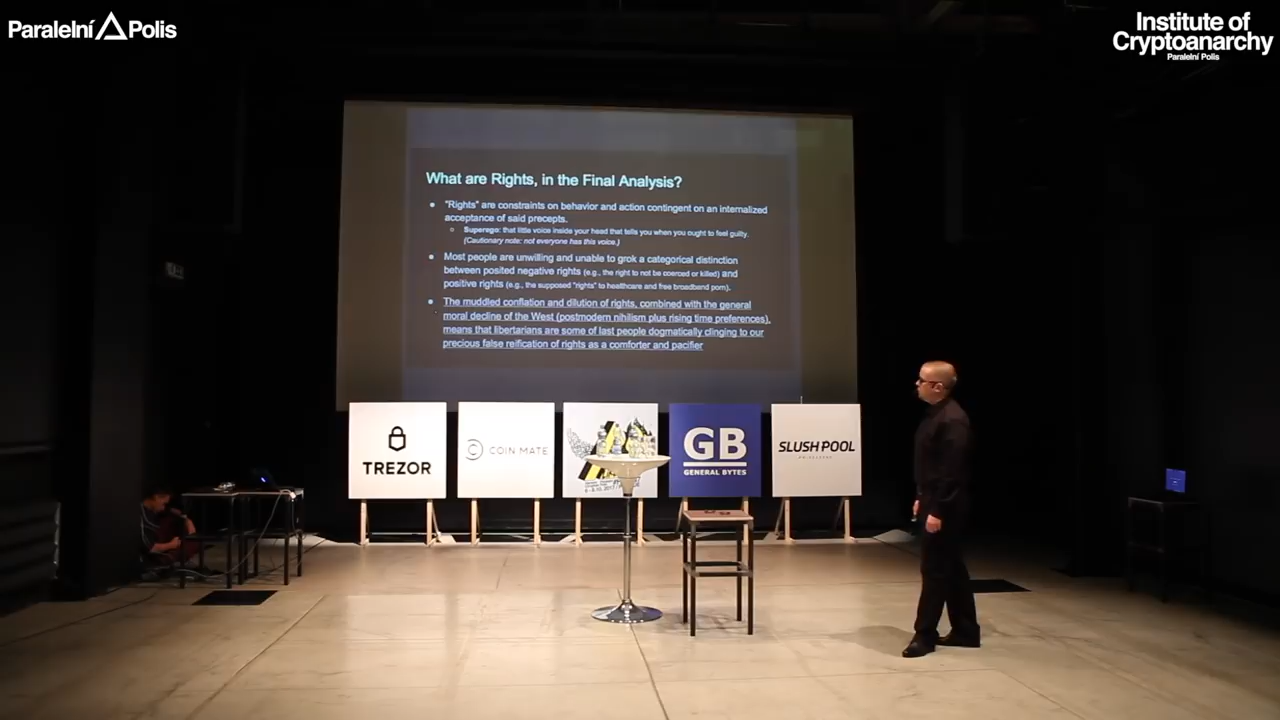 Paralelní Polis
Institute of
Cryptoanarchy
Paralelní Polis
What are Rights, in the Final Analysis?
• "Rights" are constraints on behavior and action contingent on an internalized
acceptance of said precepts.
○ Superego: that little voice inside your head that tells you when you ought to feel guilty.
(Cautionary note: not everyone has this voice.)
• Most people are unwilling and unable to grok a categorical distinction
between posited negative rights (e.g., the right to not be coerced or killed) and
positive rights (e.g., the supposed "rights" to healthcare and free broadband porn).
• The muddled conflation and dilution of rights, combined with the general
moral decline of the West (postmodern nihilism plus rising time preferences),
means that libertarians are some of last people dogmatically clinging to our
precious false reification of rights as a comforter and pacifier
TREZOR
COIN MATE
GB
GENERAL BYTES
SLUSH POOL